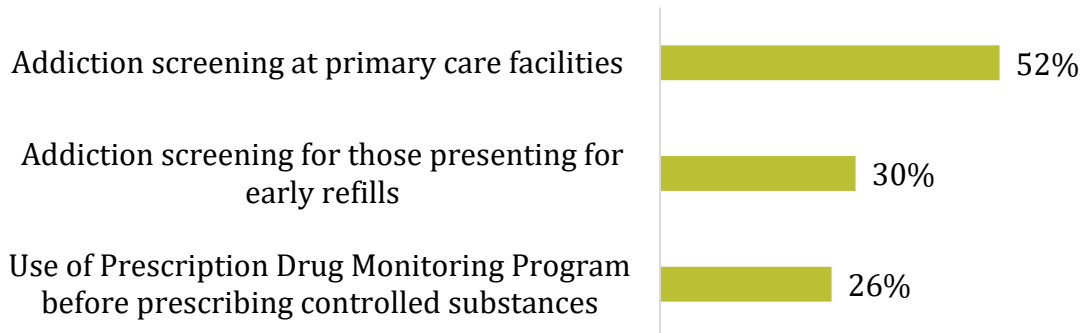 Addiction screening at primary care facilities
52%
Addiction screening for those presenting for
early refills
30%
Use of Prescription Drug Monitoring Program
before prescribing controlled substances
26%